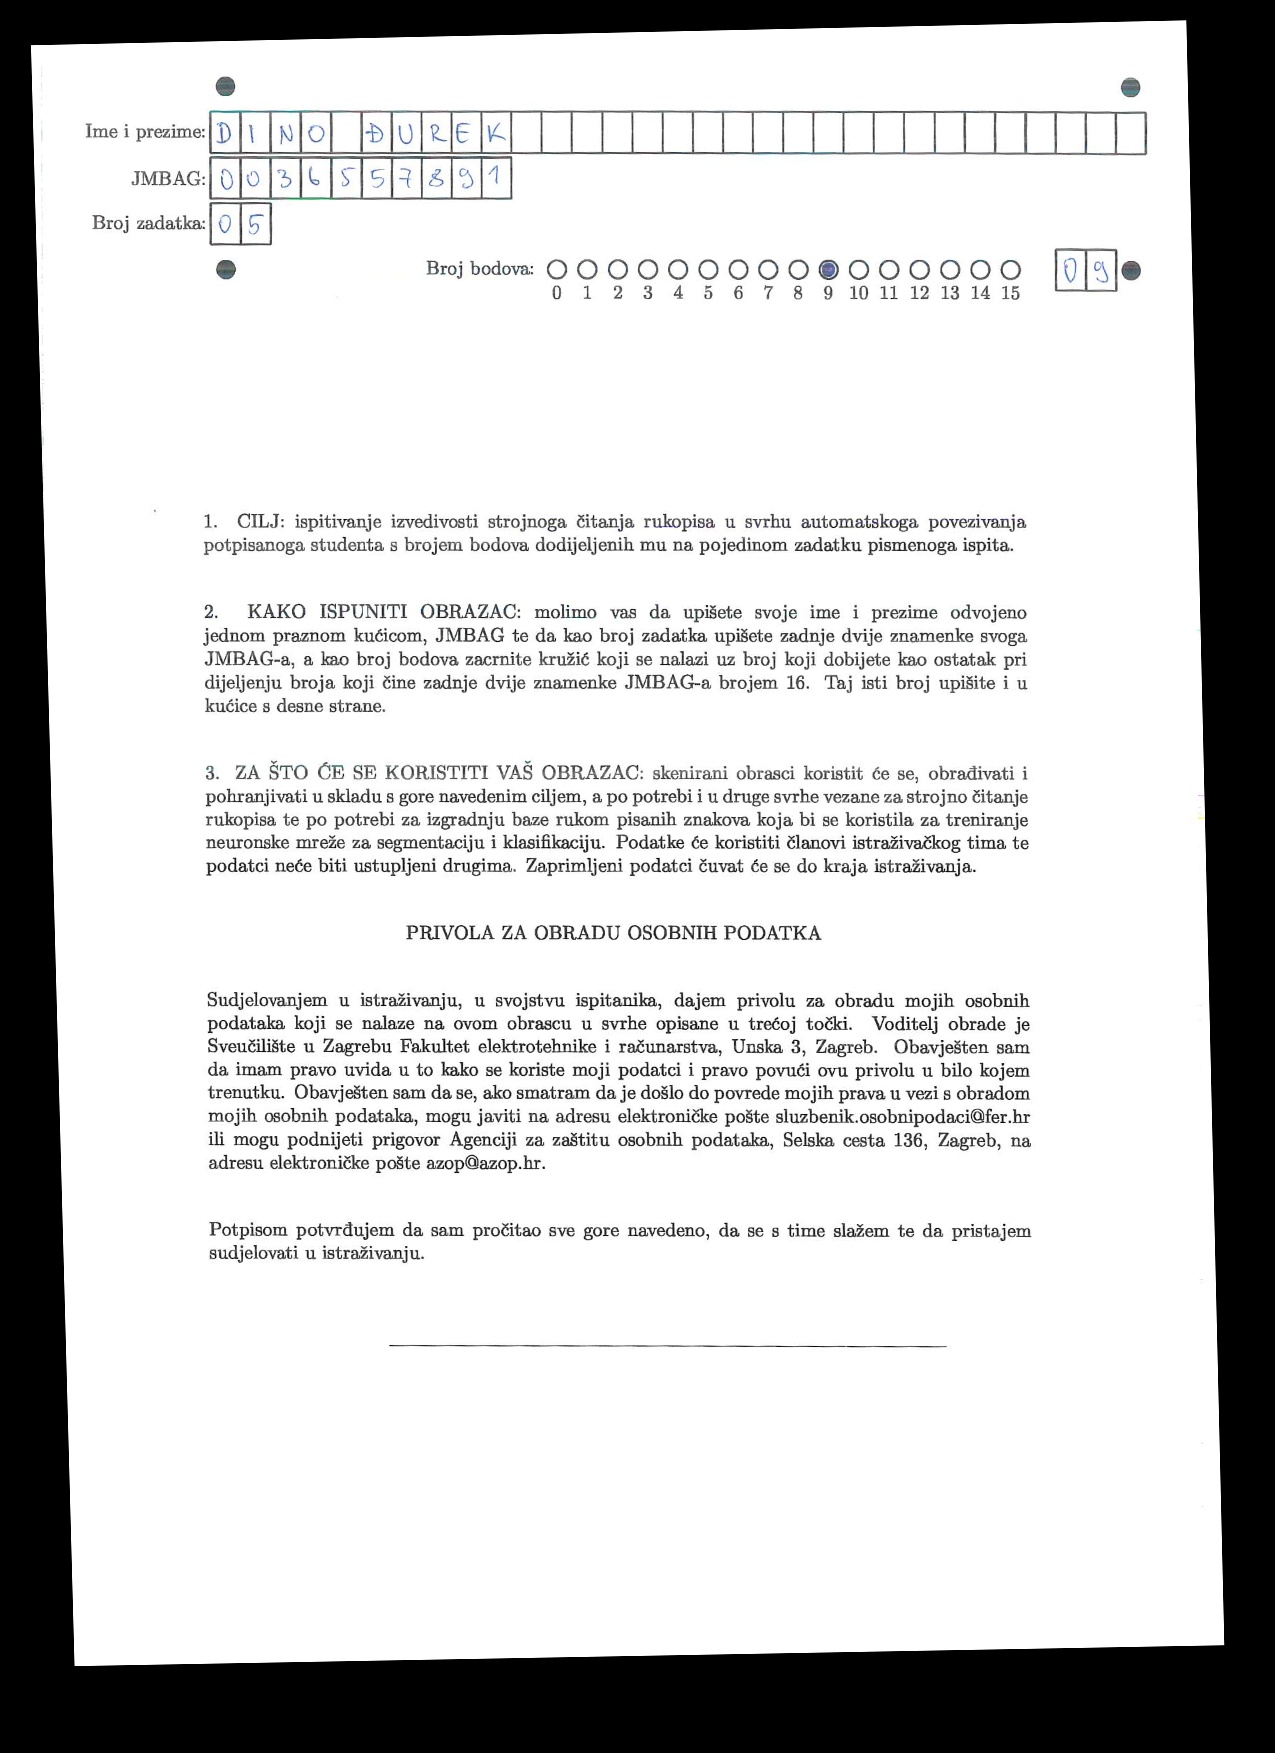 Ime i prezime: DINO ĐUREK
JMBAG: 0036557891
Broj zadatka: 05
Broj bodova: 09
0 1 2 3 4 5 6 7 8 9 10 11 12 13 14 15
1. CILJ: ispitivanje izvedivosti strojnoga čitanja rukopisa u svrhu automatskoga povezivanja
potpisanoga studenta s brojem bodova dodijeljenih mu na pojedinom zadatku pismenoga ispita.
2. KAKO ISPUNITI OBRAZAC: molimo vas da upišete svoje ime i prezime odvojeno
jednom praznom kućicom, JMBAG te da kao broj zadatka upišete zadnje dvije znamenke svoga
JMBAG-a, a kao broj bodova zacrnite kružić koji se nalazi uz broj koji dobijete kao ostatak pri
dijeljenju broja koji čine zadnje dvije znamenke JMBAG-a brojem 16. Taj isti broj upišite i u
kućice s desne strane.
3. ZA ŠTO ĆE SE KORISTITI VAŠ OBRAZAC: skenirani obrasci koristit će se, obrađivati i
pohranjivati u skladu s gore navedenim ciljem, a po potrebi i u druge svrhe vezane za strojno čitanje
rukopisa te po potrebi za izgradnju baze rukom pisanih znakova koja bi se koristila za treniranje
neuronske mreže za segmentaciju i klasifikaciju. Podatke će koristiti članovi istraživačkog tima te
podatci neće biti ustupljeni drugima. Zaprimljeni podatci čuvat će se do kraja istraživanja.
PRIVOLA ZA OBRADU OSOBNIH PODATKA
Sudjelovanjem u istraživanju, u svojstvu ispitanika, dajem privolu za obradu mojih osobnih
podataka koji se nalaze na ovom obrascu u svrhe opisane u trećoj točki. Voditelj obrade je
Sveučilište u Zagrebu Fakultet elektrotehnike i računarstva, Unska 3, Zagreb. Obavješten sam
da imam pravo uvida u to kako se koriste moji podatci i pravo povući ovu privolu u bilo kojem
trenutku. Obavješten sam da se, ako smatram da je došlo do povrede mojih prava u vezi s obradom
mojih osobnih podataka, mogu javiti na adresu elektroničke pošte sluzbenik.osobnipodaci@fer.hr
ili mogu podnijeti prigovor Agenciji za zaštitu osobnih podataka, Selska cesta 136, Zagreb, na
adresu elektroničke pošte azop@azop.hr.
Potpisom potvrđujem da sam pročitao sve gore navedeno, da se s time slažem te da pristajem
sudjelovati u istraživanju.